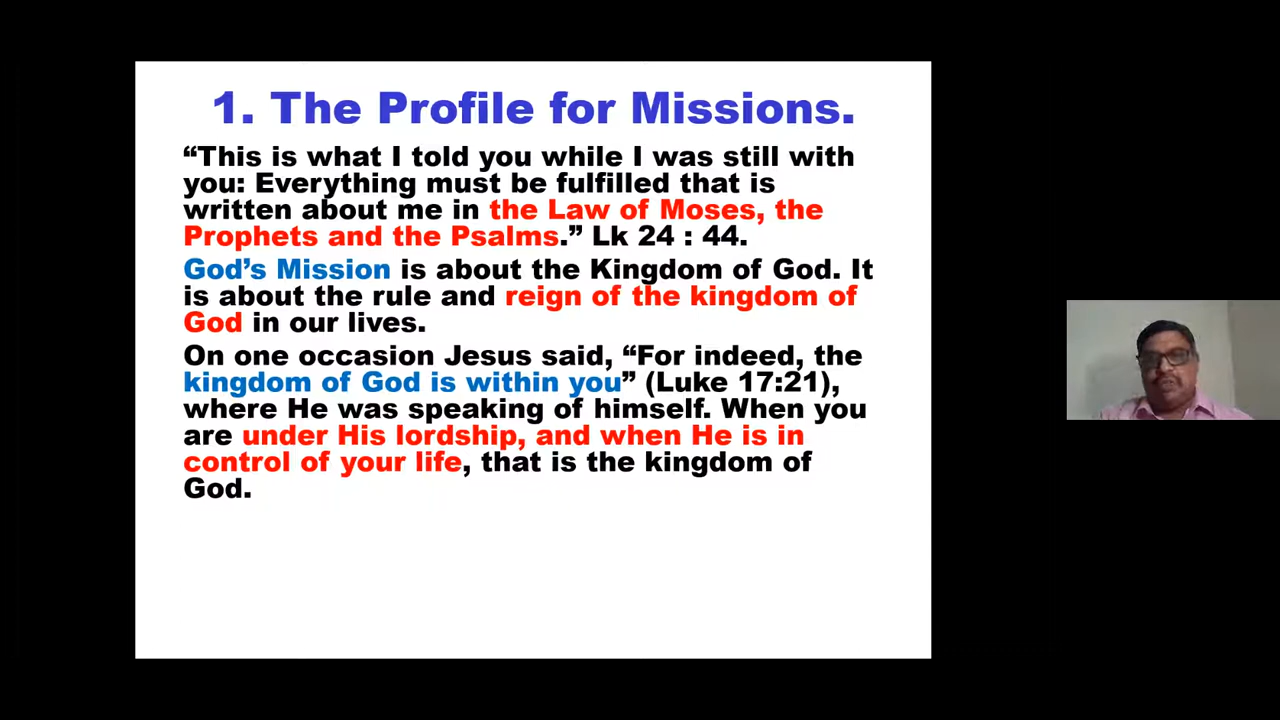 1. The Profile for Missions.
“This is what I told you while I was still with
you: Everything must be fulfilled that is
written about me in the Law of Moses, the
Prophets and the Psalms.” Lk 24 : 44.
God’s Mission is about the Kingdom of God. It
is about the rule and reign of the kingdom of
God in our lives.
On one occasion Jesus said, “For indeed, the
kingdom of God is within you” (Luke 17:21),
where He was speaking of himself. When you
are under His lordship, and when He is in
control of your life, that is the kingdom of
God.